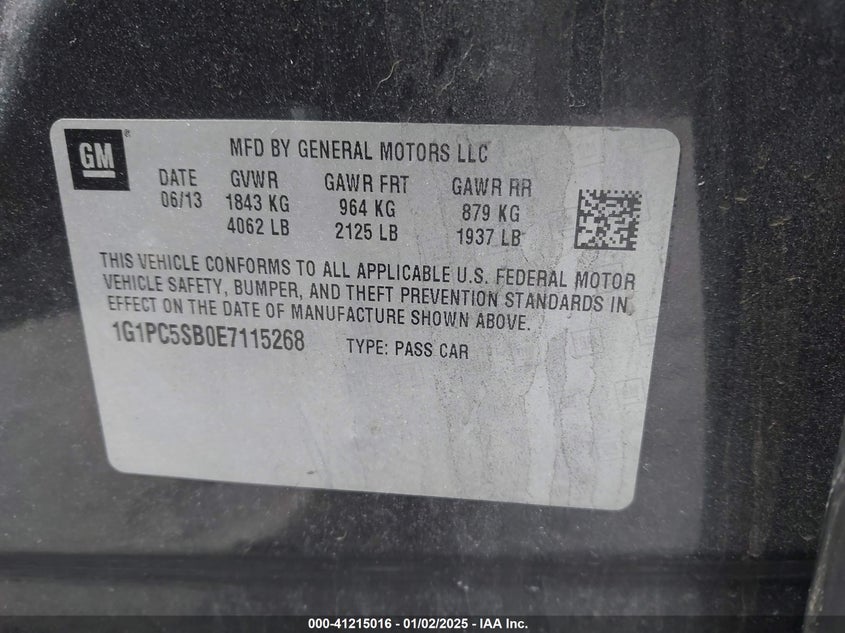 GM
MFD BY GENERAL MOTORS LLC
DATE GVWR GAWR FRT GAWR RR
06/13 1843 KG 964 KG 879 KG
4062 LB 2125 LB 1937 LB
THIS VEHICLE CONFORMS TO ALL APPLICABLE U.S. FEDERAL MOTOR
VEHICLE SAFETY, BUMPER, AND THEFT PREVENTION STANDARDS IN
EFFECT ON THE DATE OF MANUFACTURE SHOWN ABOVE.
1G1PC5SB0E7115268 TYPE: PASS CAR
000-41215016 - 01/02/2025 - IAA Inc.